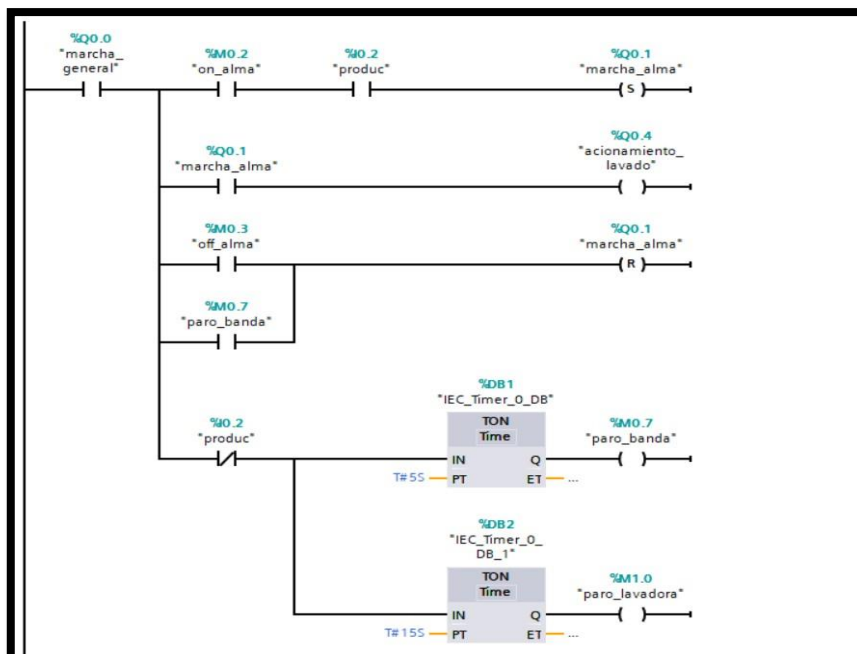 %Q0.0
"marcha_
general"
%M0.2
"on_alma"
%I0.2
"produc"
%Q0.1
"marcha_alma"
S
%Q0.1
"marcha_alma"
%Q0.4
"acionamiento_
lavado"
%M0.3
"off_alma"
%Q0.1
"marcha_alma"
R
%M0.7
"paro_banda"
%I0.2
"produc"
%DB1
"IEC_Timer_0_DB"
TON
Time
IN Q
T#5S PT ET ...
%M0.7
"paro_banda"
%DB2
"IEC_Timer_0_
DB_1"
TON
Time
IN Q
T#15S PT ET ...
%M1.0
"paro_lavadora"